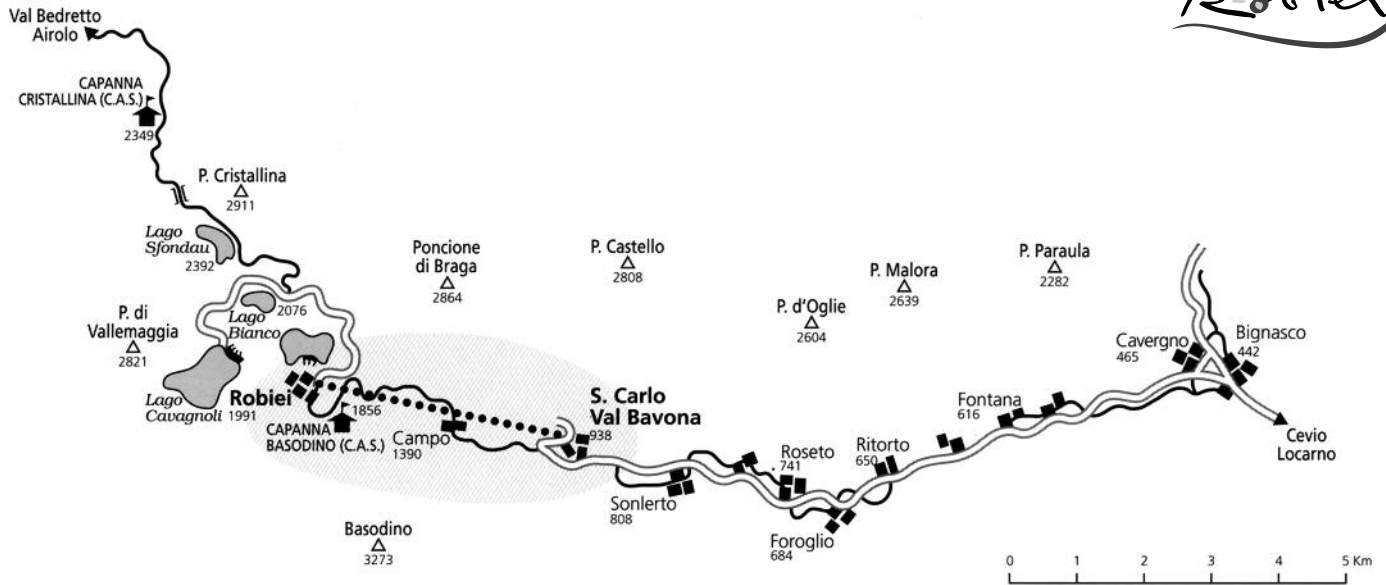 Val Bedretto
Airolo
CAPANNA
CRISTALLINA (C.A.S.)
2349
P. Cristallina
2911
Lago
Sfondau
2392
Poncione
di Braga
2864
P. Castello
2808
P. d'Oglie
2604
P. Malora
2639
P. Paraula
2282
P. di
Vallemaggia
2821
2076
Lago
Bianco
Lago
Cavagnoli
Robiei
1991
1856
CAPANNA
BASODINO (C.A.S.)
Campo
1390
S. Carlo
Val Bavona
938
Basodino
3273
Sonlerto
808
Roseto
741
Foroglio
684
Ritorto
650
Fontana
616
Cavergno
465
Bignasco
442
Cevio
Locarno
0 1 2 3 4 5 Km